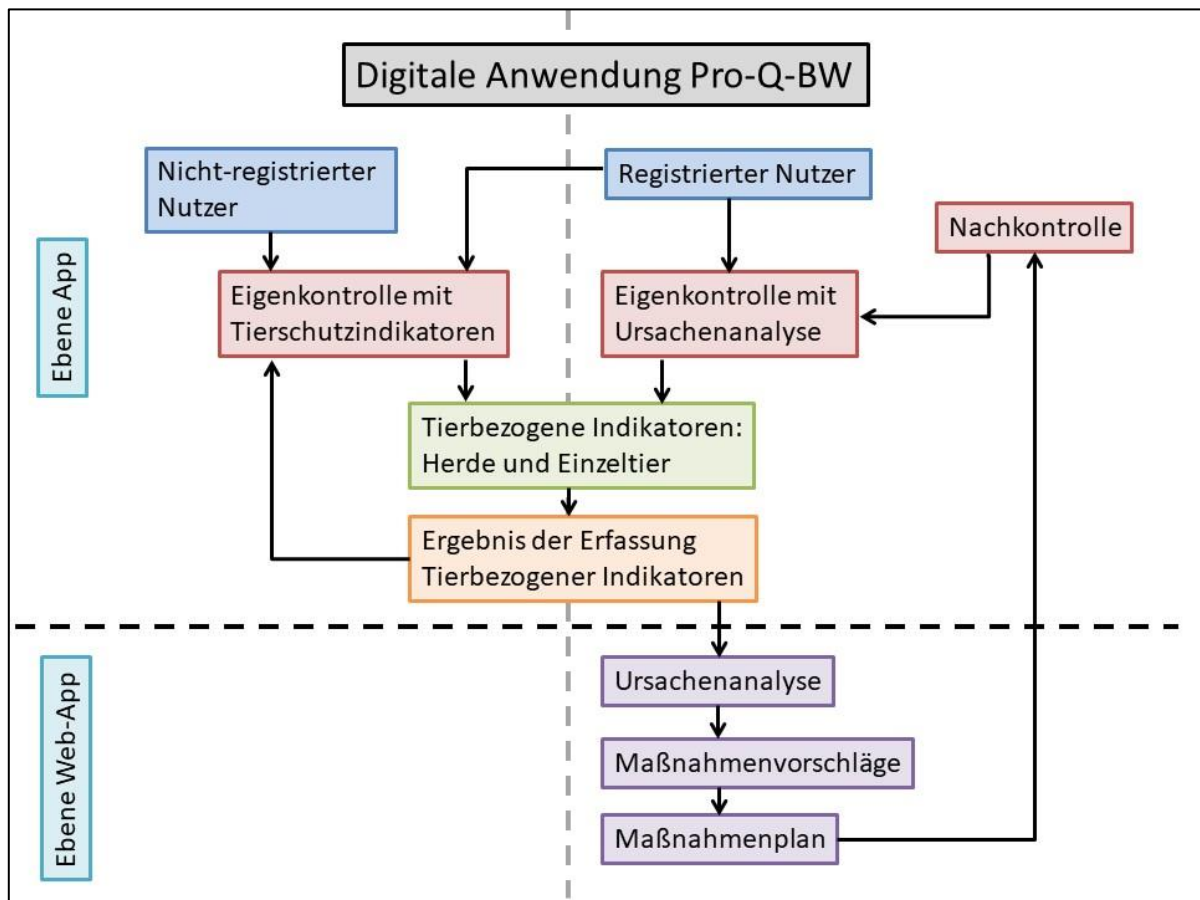 Digitale Anwendung Pro-Q-BW
Nicht-registrierter
Nutzer
Registrierter Nutzer
Nachkontrolle
Ebene App
Eigenkontrolle mit
Tierschutzindikatoren
Eigenkontrolle mit
Ursachenanalyse
Tierbezogene Indikatoren:
Herde und Einzeltier
Ergebnis der Erfassung
Tierbezogener Indikatoren
Ebene Web-App
Ursachenanalyse
Maßnahmenvorschläge
Maßnahmenplan